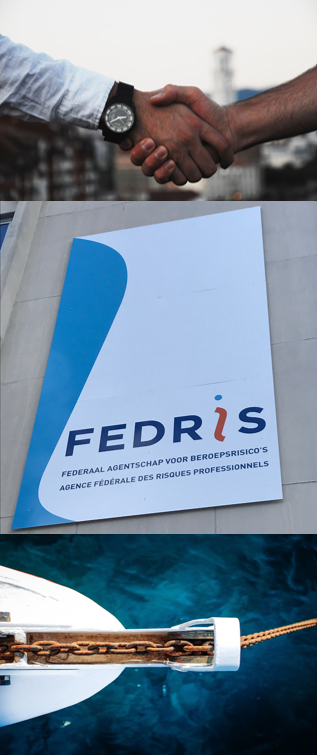 FEDRiS
FEDERAAL AGENTSCHAP VOOR BEROEPSRISICO'S
AGENCE FÉDÉRALE DES RISQUES PROFESSIONNELS